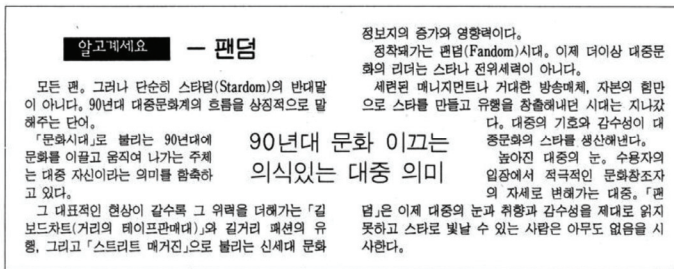 알고계세요
— 팬덤
모든 팬. 그러나 단순히 스타덤(Stardom)의 반대말
이 아니다. 90년대 대중문화계의 흐름을 상징적으로 말
해주는 단어.
「문화시대」로 불리는 90년대에
문화를 이끌고 움직여 나가는 주체
는 대중 자신이라는 의미를 함축하
고 있다.
그 대표적인 현상이 갈수록 그 위력을 더해가는 「길
보드차트(거리의 테이프판매대)」와 길거리 패션의 유
행, 그리고 「스트리트 매거진」으로 불리는 신세대 문화
90년대 문화 이끄는
의식있는 대중 의미
정보지의 증가와 영향력이다.
정착돼가는 팬덤(Fandom)시대. 이제 더이상 대중문
화의 리더는 스타나 전위세력이 아니다.
세련된 매니지먼트나 거대한 방송매체, 자본의 힘만
으로 스타를 만들고 유행을 창출해내던 시대는 지나갔
다. 대중의 기호와 감수성이 대
중문화의 스타를 생산해낸다.
높아진 대중의 눈. 수용자의
입장에서 적극적인 문화창조자
의 자세로 변해가는 대중. 「팬
덤」은 이제 대중의 눈과 취향과 감수성을 제대로 읽지
못하고 스타로 빛날 수 있는 사람은 아무도 없음을 시
사한다.